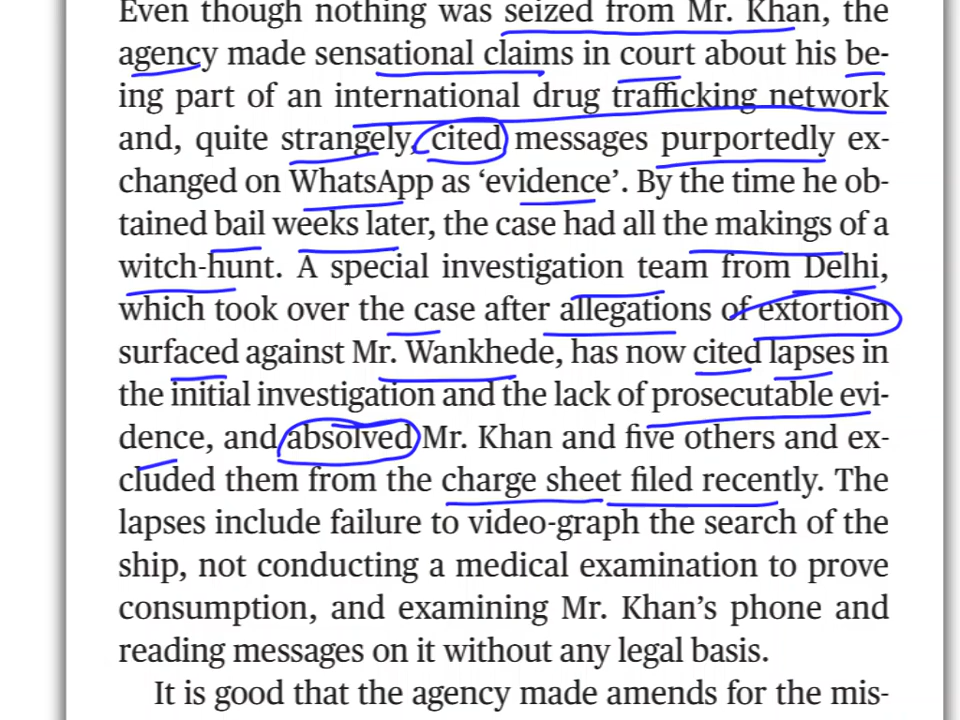 Even though nothing was seized from Mr. Khan, the
agency made sensational claims in court about his be-
ing part of an international drug trafficking network
and, quite strangely, cited messages purportedly ex-
changed on WhatsApp as ‘evidence’. By the time he ob-
tained bail weeks later, the case had all the makings of a
witch-hunt. A special investigation team from Delhi,
which took over the case after allegations of extortion
surfaced against Mr. Wankhede, has now cited lapses in
the initial investigation and the lack of prosecutable evi-
dence, and absolved Mr. Khan and five others and ex-
cluded them from the charge sheet filed recently. The
lapses include failure to video-graph the search of the
ship, not conducting a medical examination to prove
consumption, and examining Mr. Khan’s phone and
reading messages on it without any legal basis.
It is good that the agency made amends for the mis-